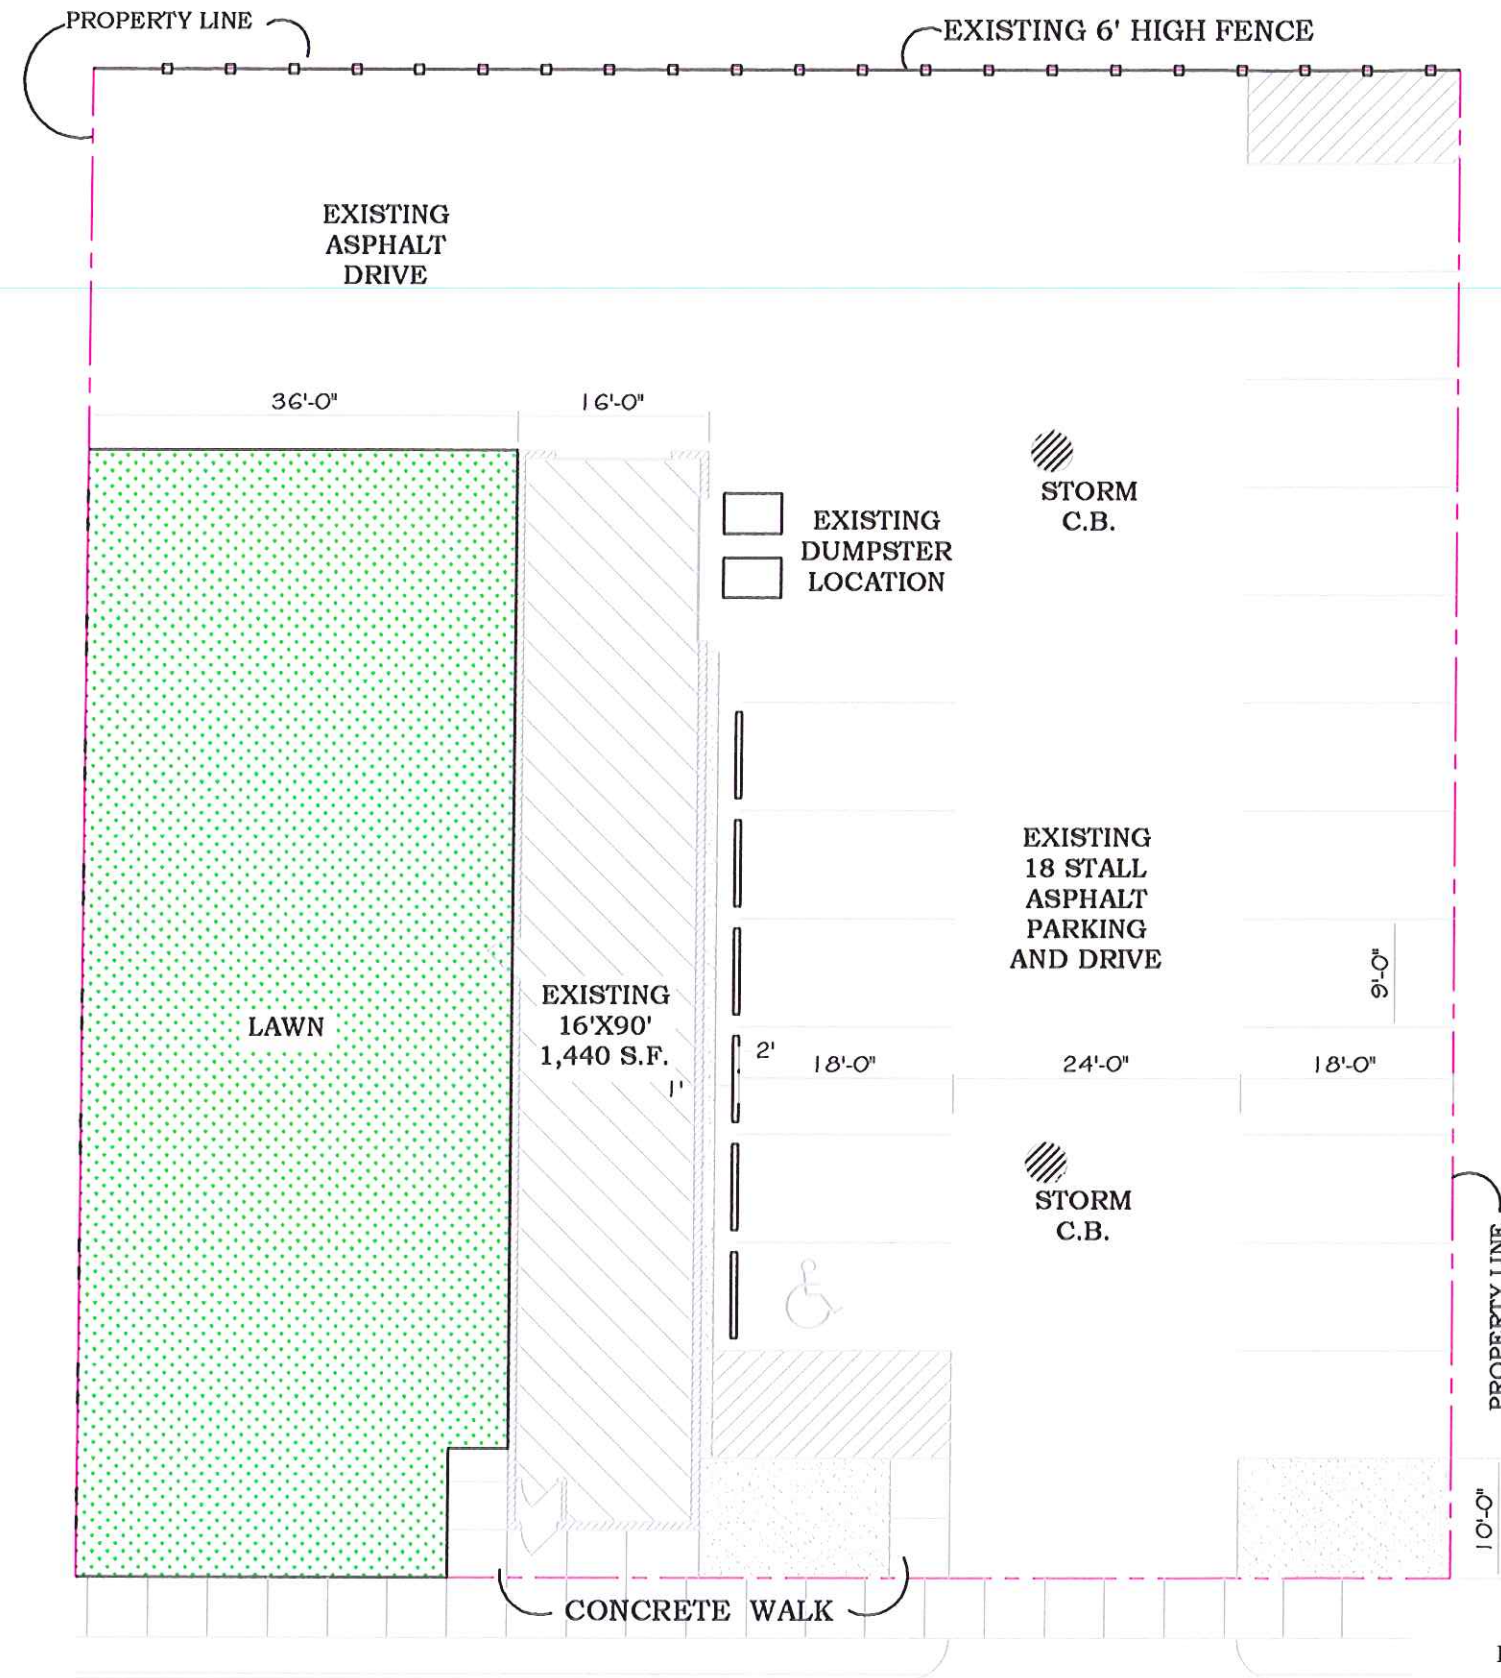 PROPERTY LINE
EXISTING 6' HIGH FENCE
EXISTING
ASPHALT
DRIVE
36'-0"
16'-0"
STORM
C.B.
EXISTING
DUMPSTER
LOCATION
EXISTING
18 STALL
ASPHALT
PARKING
AND DRIVE
9'-0"
LAWN
EXISTING
16'X90'
1,440 S.F.
1'
2'
18'-0"
24'-0"
18'-0"
STORM
C.B.
PROPERTY LINE
10'-0"
CONCRETE WALK